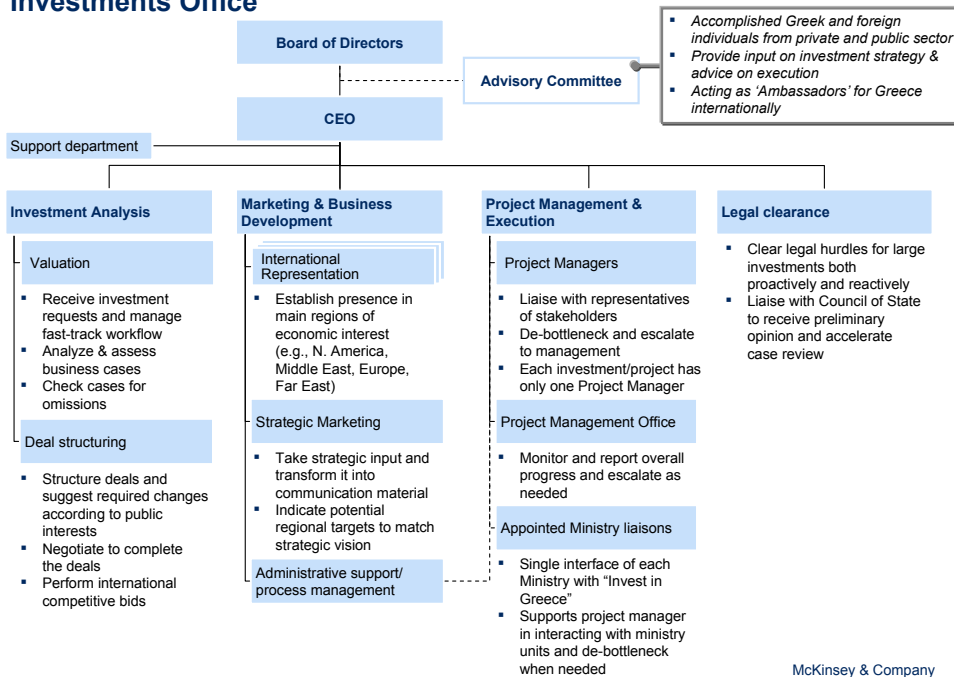 Investments Office
Board of Directors
Advisory Committee
▪ Accomplished Greek and foreign
individuals from private and public sector
▪ Provide input on investment strategy &
advice on execution
▪ Acting as ‘Ambassadors’ for Greece
internationally
CEO
Support department
Investment Analysis
Valuation
▪ Receive investment
requests and manage
fast-track workflow
▪ Analyze & assess
business cases
▪ Check cases for
omissions
Deal structuring
▪ Structure deals and
suggest required changes
according to public
interests
▪ Negotiate to complete
the deals
▪ Perform international
competitive bids
Marketing & Business
Development
International
Representation
▪ Establish presence in
main regions of
economic interest
(e.g., N. America,
Middle East, Europe,
Far East)
Strategic Marketing
▪ Take strategic input and
transform it into
communication material
▪ Indicate potential
regional targets to match
strategic vision
Administrative support/
process management
Project Management &
Execution
Project Managers
▪ Liaise with representatives
of stakeholders
▪ De-bottleneck and escalate
to management
▪ Each investment/project has
only one Project Manager
Project Management Office
▪ Monitor and report overall
progress and escalate as
needed
Appointed Ministry liaisons
▪ Single interface of each
Ministry with “Invest in
Greece”
▪ Supports project manager
in interacting with ministry
units and de-bottleneck
when needed
Legal clearance
▪ Clear legal hurdles for large
investments both
proactively and reactively
▪ Liaise with Council of State
to receive preliminary
opinion and accelerate
case review
McKinsey & Company